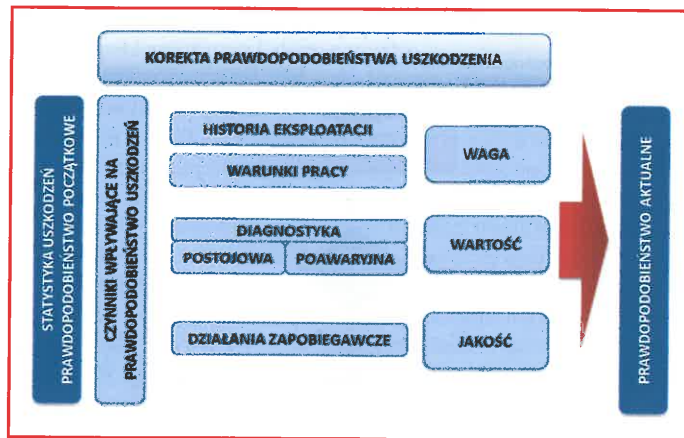 KOREKTA PRAWDOPODOBIEŃSTWA USZKODZENIA
STATYSTYKA USZKODZEŃ
PRAWDOPODOBIEŃSTWO POCZĄTKOWE
CZYNNIKI WPŁYWAJĄCE NA
PRAWDOPODOBIEŃSTWO USZKODZEŃ
HISTORIA EKSPLOATACJI
WARUNKI PRACY
WAGA
DIAGNOSTYKA
POSTOJOWA
POAWARYJNA
WARTOŚĆ
DZIAŁANIA ZAPOBIEGAWCZE
JAKOŚĆ
PRAWDOPODOBIEŃSTWO AKTUALNE